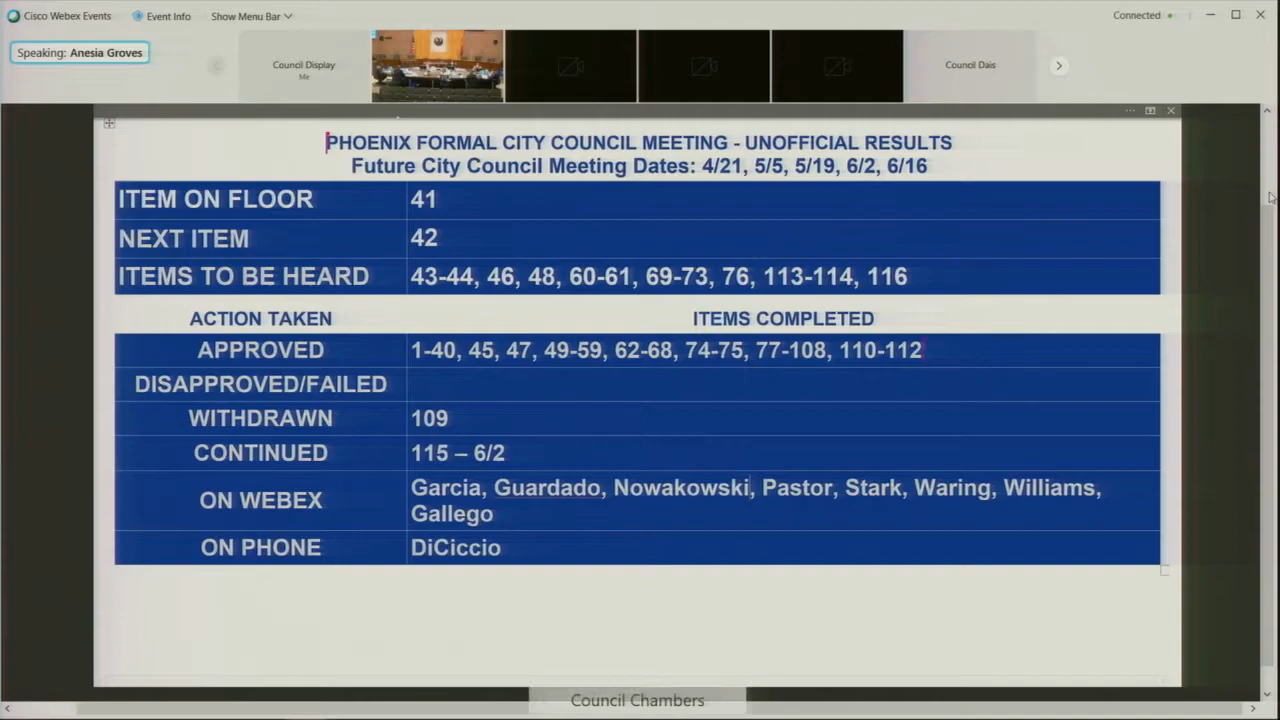 Cisco Webex Events
Event Info
Show Menu Bar
Connected
Speaking: Anesia Groves
Council Display
Me
Council Dais
PHOENIX FORMAL CITY COUNCIL MEETING - UNOFFICIAL RESULTS
Future City Council Meeting Dates: 4/21, 5/5, 5/19, 6/2, 6/16
ITEM ON FLOOR 41
NEXT ITEM 42
ITEMS TO BE HEARD 43-44, 46, 48, 60-61, 69-73, 76, 113-114, 116
ACTION TAKEN ITEMS COMPLETED
APPROVED 1-40, 45, 47, 49-59, 62-68, 74-75, 77-108, 110-112
DISAPPROVED/FAILED
WITHDRAWN 109
CONTINUED 115 – 6/2
ON WEBEX Garcia, Guardado, Nowakowski, Pastor, Stark, Waring, Williams,
Gallego
ON PHONE DiCiccio
Council Chambers